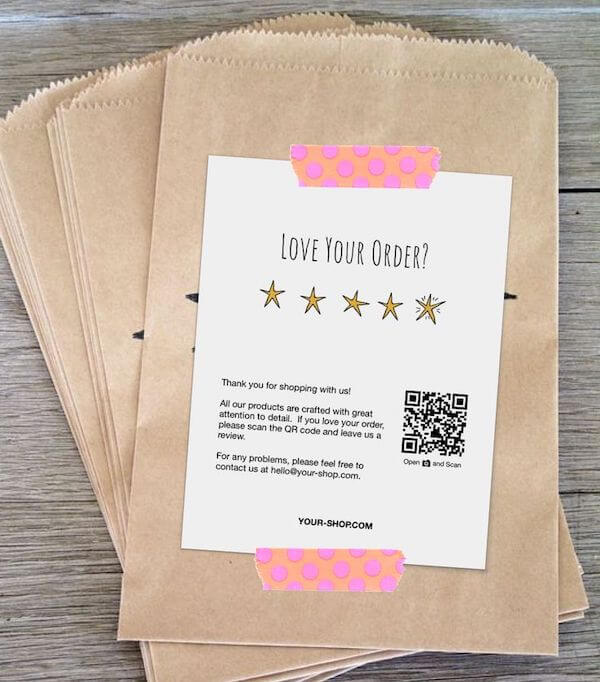 Love Your Order?
Thank you for shopping with us!
All our products are crafted with great
attention to detail. If you love your order,
please scan the QR code and leave us a
review.
Open and Scan
For any problems, please feel free to
contact us at hello@your-shop.com.
YOUR-SHOP.COM